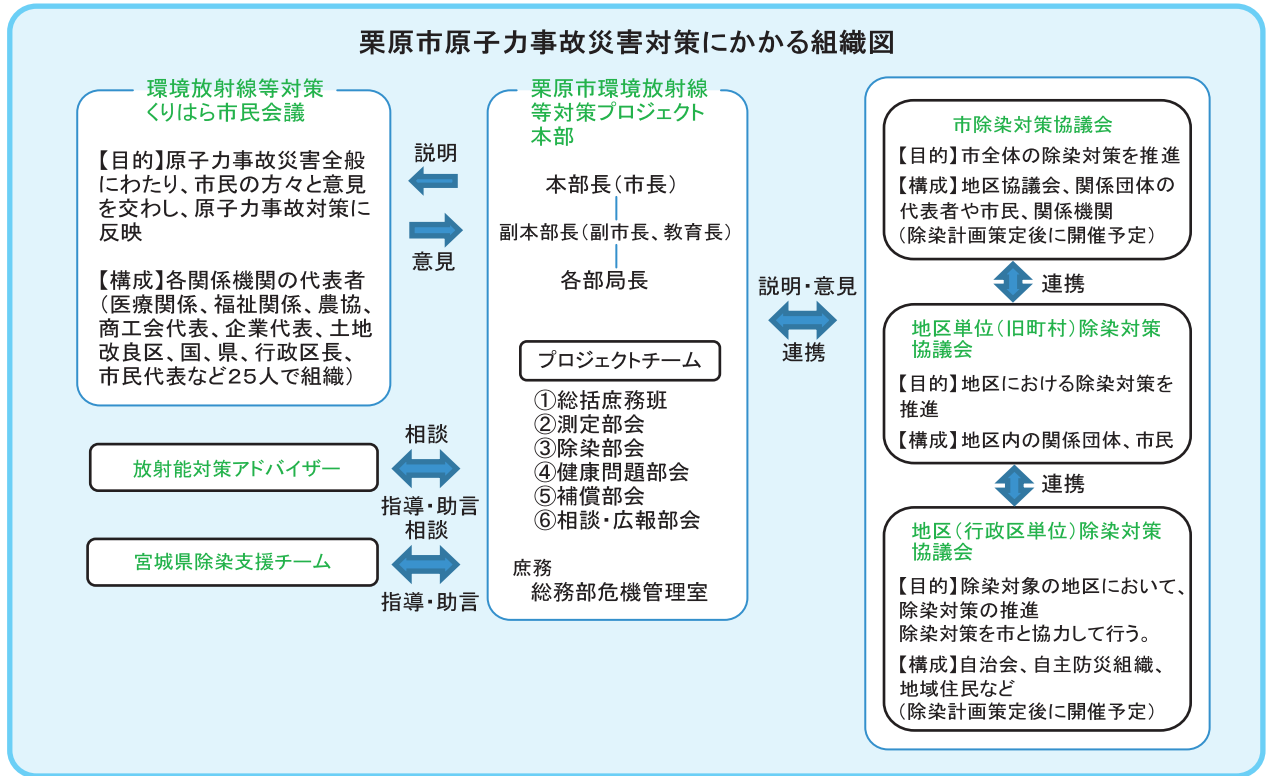 栗原市原子力事故災害対策にかかる組織図
環境放射線等対策
くりはら市民会議
【目的】原子力事故災害全般
にわたり、市民の方々と意見
を交わし、原子力事故対策に
反映
【構成】各関係機関の代表者
（医療関係、福祉関係、農協、
商工会代表、企業代表、土地
改良区、国、県、行政区長、
市民代表など25人で組織）
説明
意見
放射能対策アドバイザー
相談
指導・助言
宮城県除染支援チーム
相談
指導・助言
栗原市環境放射線
等対策プロジェクト
本部
本部長（市長）
副本部長（副市長、教育長）
各部局長
プロジェクトチーム
①総括庶務班
②測定部会
③除染部会
④健康問題部会
⑤補償部会
⑥相談・広報部会
庶務
総務部危機管理室
説明・意見
連携
市除染対策協議会
【目的】市全体の除染対策を推進
【構成】地区協議会、関係団体の
代表者や市民、関係機関
（除染計画策定後に開催予定）
連携
地区単位（旧町村）除染対策
協議会
【目的】地区における除染対策を
推進
【構成】地区内の関係団体、市民
連携
地区（行政区単位）除染対策
協議会
【目的】除染対象の地区において、
除染対策の推進
除染対策を市と協力して行う。
【構成】自治会、自主防災組織、
地域住民など
（除染計画策定後に開催予定）